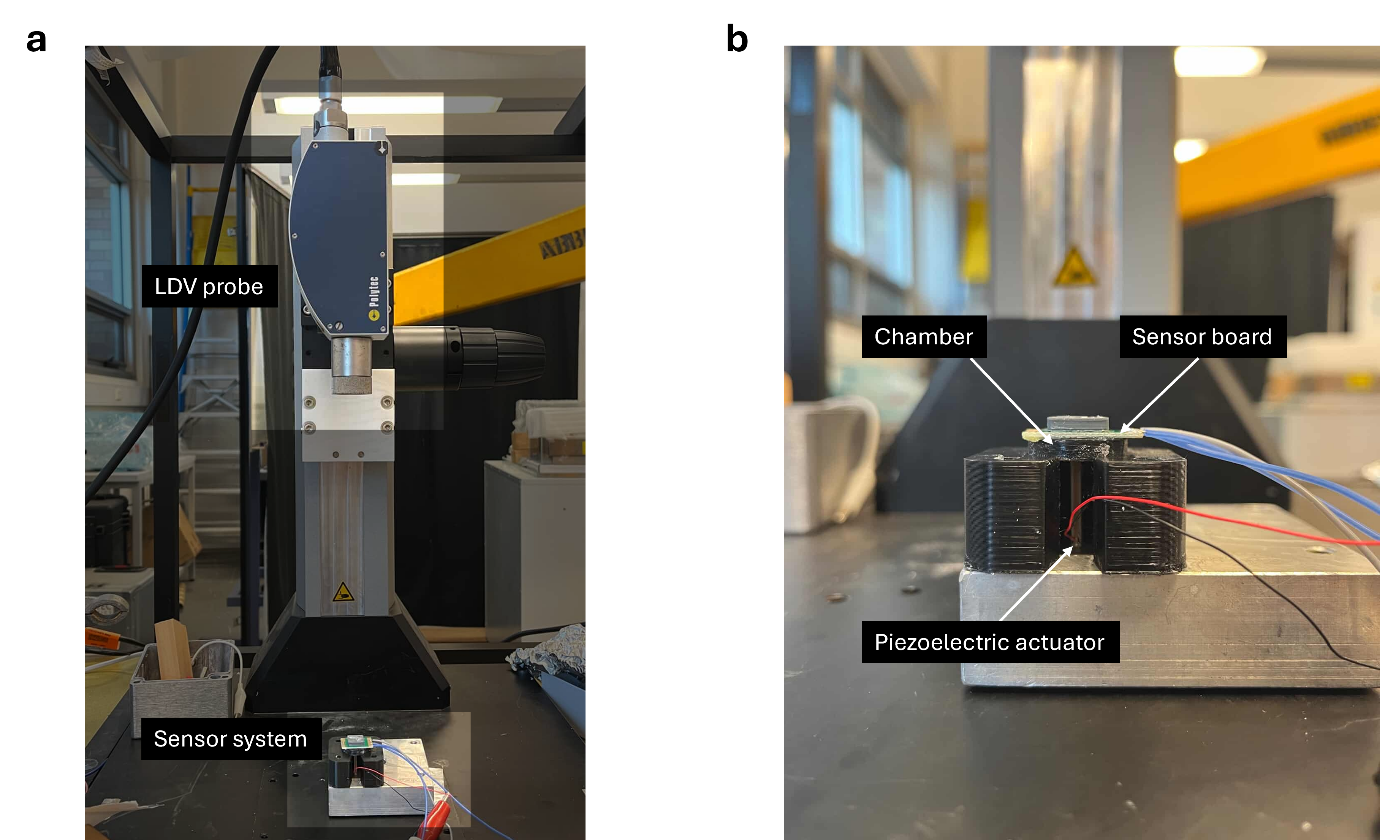 a
b
LDV probe
Polytec
Chamber
Sensor board
Piezoelectric actuator
Sensor system